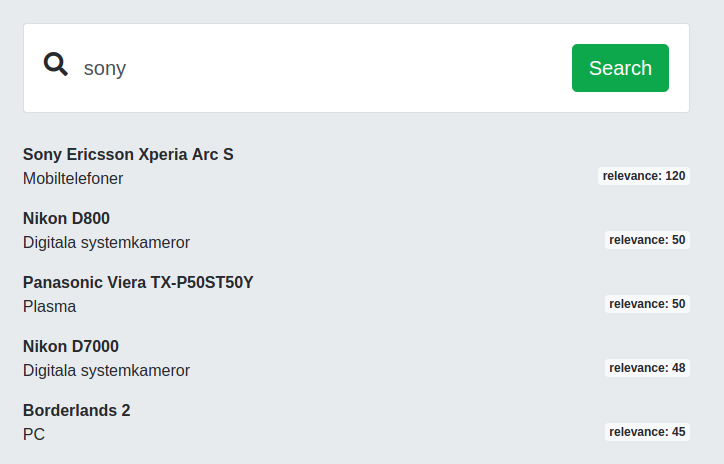 sony
Search
Sony Ericsson Xperia Arc S
Mobiltelefoner
relevance: 120
Nikon D800
Digitala systemkameror
relevance: 50
Panasonic Viera TX-P50ST50Y
Plasma
relevance: 50
Nikon D7000
Digitala systemkameror
relevance: 48
Borderlands 2
PC
relevance: 45